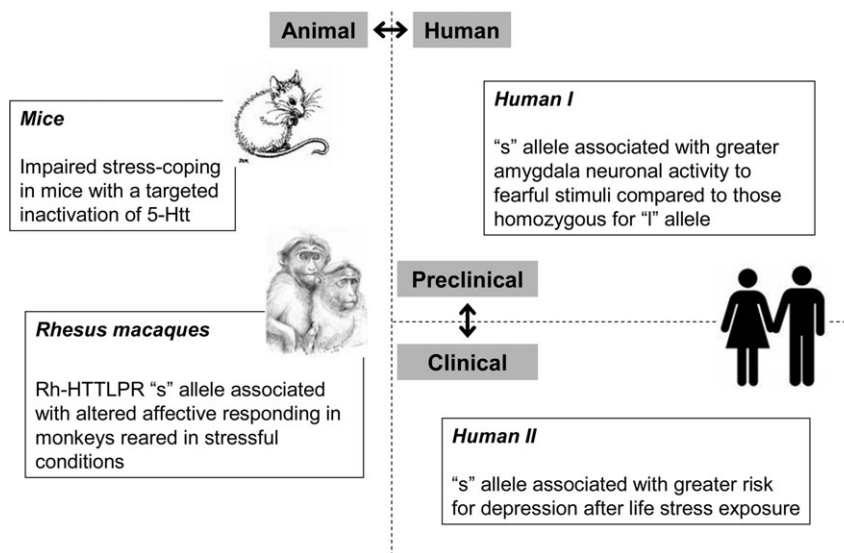 Animal
Human
Mice
Impaired stress-coping
in mice with a targeted
inactivation of 5-Htt
Human I
“s” allele associated with greater
amygdala neuronal activity to
fearful stimuli compared to those
homozygous for “l” allele
Preclinical
Clinical
Rhesus macaques
Rh-HTTLPR “s” allele associated
with altered affective responding in
monkeys reared in stressful
conditions
Human II
“s” allele associated with greater risk
for depression after life stress exposure